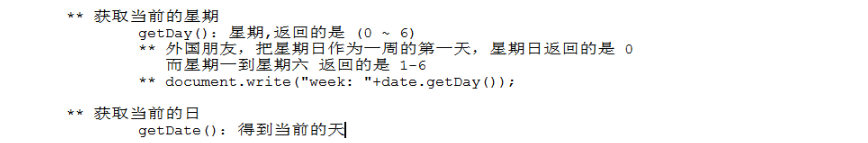 ** 获取当前的星期
getDay(): 星期,返回的是 (0 ~ 6)
** 外国朋友，把星期日作为一周的第一天，星期日返回的是 0
而星期一到星期六 返回的是 1-6
** document.write("week: "+date.getDay());
** 获取当前的日
getDate(): 得到当前的天